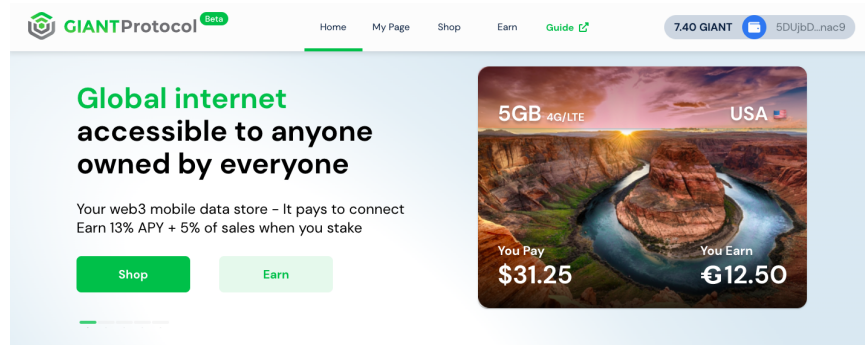 GIANTProtocol Beta
Home My Page Shop Earn Guide
7.40 GIANT 5DUjbD...nac9
Global internet
accessible to anyone
owned by everyone
Your web3 mobile data store - It pays to connect
Earn 13% APY + 5% of sales when you stake
Shop Earn
5GB 4G/LTE USA
You Pay You Earn
$31.25 G12.50